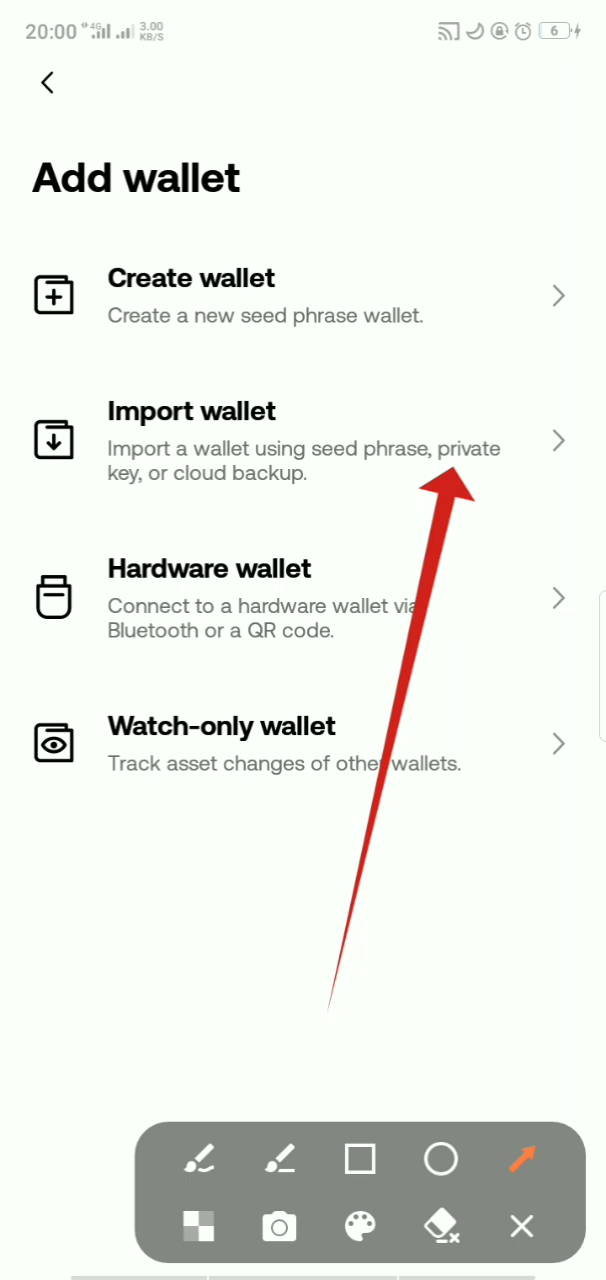 20:00 4G 3.00 KB/S 6
Add wallet
Create wallet
Create a new seed phrase wallet.
Import wallet
Import a wallet using seed phrase, private
key, or cloud backup.
Hardware wallet
Connect to a hardware wallet via
Bluetooth or a QR code.
Watch-only wallet
Track asset changes of other wallets.